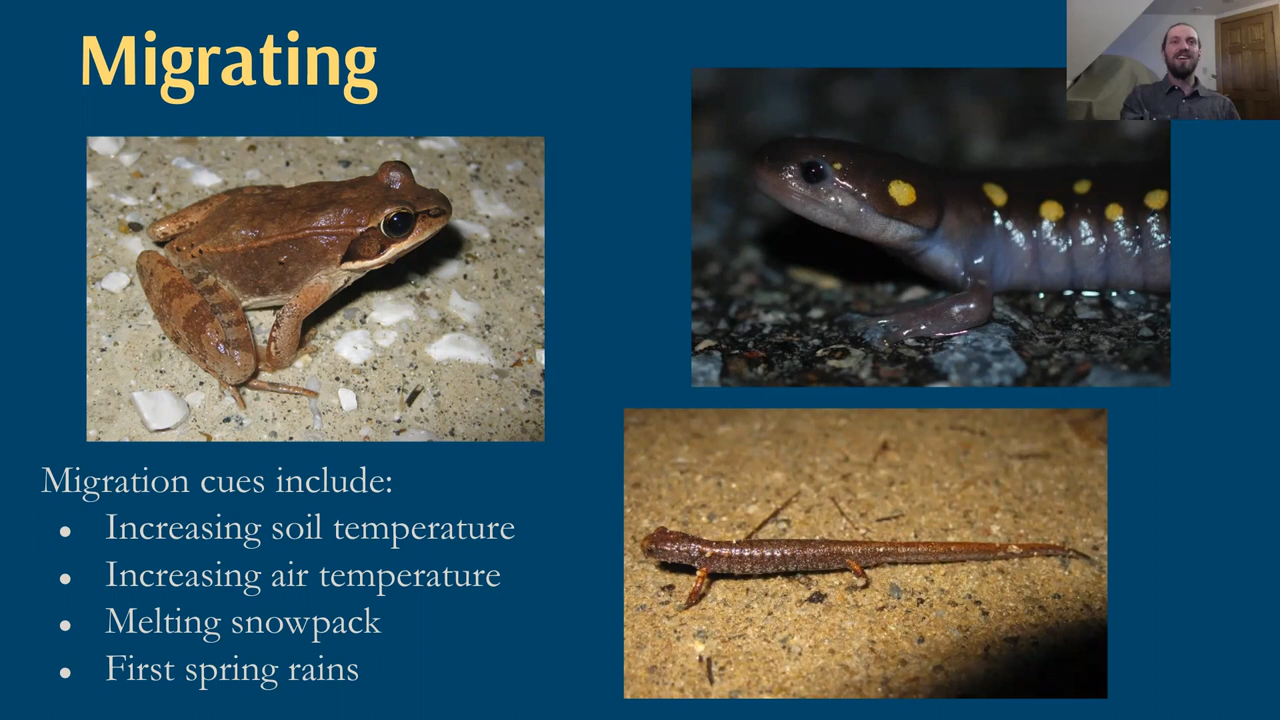 Migrating
Migration cues include:
• Increasing soil temperature
• Increasing air temperature
• Melting snowpack
• First spring rains